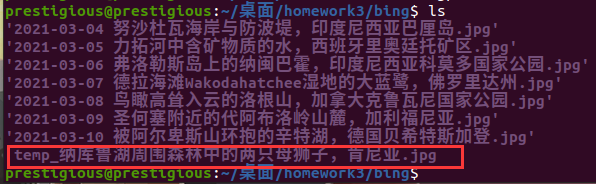 prestigious@prestigious:~/桌面/homework3/bing$ ls
'2021-03-04 努沙杜瓦海岸与防波堤，印度尼西亚巴厘岛.jpg'
'2021-03-05 力拓河中含矿物质的水，西班牙里奥廷托矿区.jpg'
'2021-03-06 弗洛勒斯岛上的纳闽巴霍，印度尼西亚科莫多国家公园.jpg'
'2021-03-07 德拉海滩Wakodahatchee湿地的大蓝鹭，佛罗里达州.jpg'
'2021-03-08 鸟瞰高耸入云的洛根山，加拿大克鲁瓦尼国家公园.jpg'
'2021-03-09 圣何塞附近的代阿布洛岭山麓，加利福尼亚.jpg'
'2021-03-10 被阿尔卑斯山环抱的辛特湖，德国贝希特斯加登.jpg'
temp_纳库鲁湖周围森林中的两只母狮子，肯尼亚.jpg
prestigious@prestigious:~/桌面/homework3/bing$